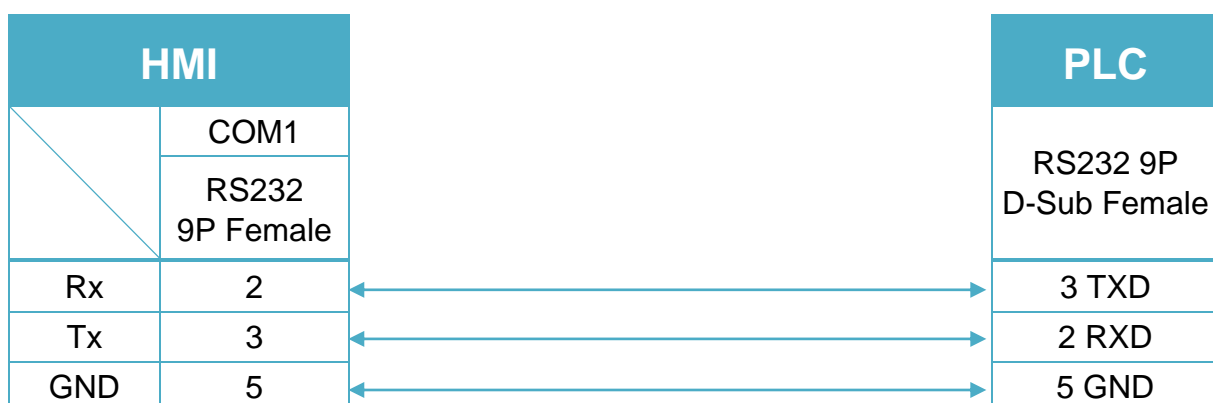 HMI
PLC
COM1
RS232
9P Female
RS232 9P
D-Sub Female
Rx 2 3 TXD
Tx 3 2 RXD
GND 5 5 GND